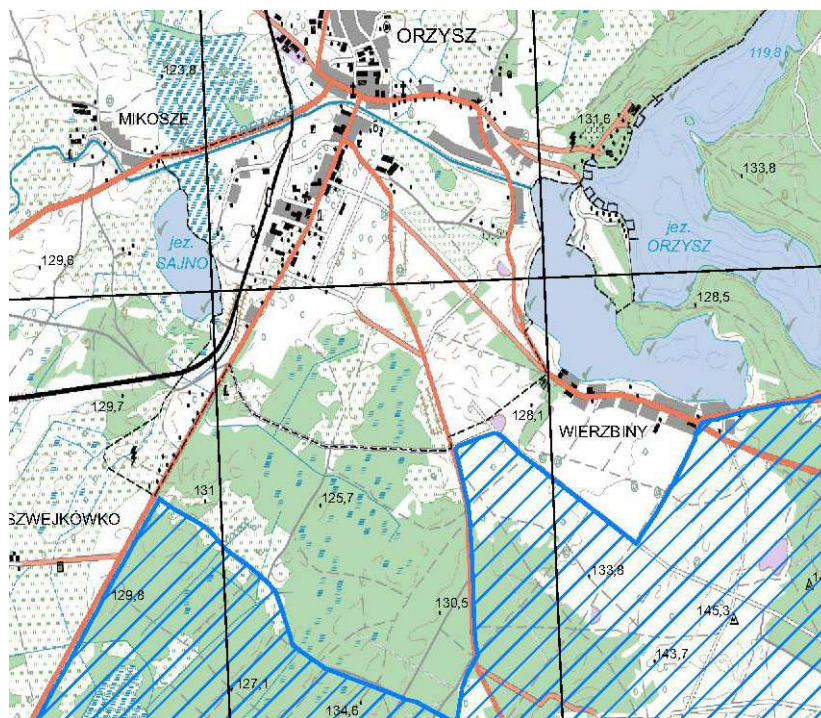 ORZYSZ
119,8
123,8
MIKOSZE
131,6
133,8
jez.
SAJNO
jez.
ORZYSZ
129,6
128,5
129,7
128,1
WIERZBINY
131
125,7
SZWEJKÓWKO
133,8
129,8
130,5
145,3
143,7
127,1
134,6